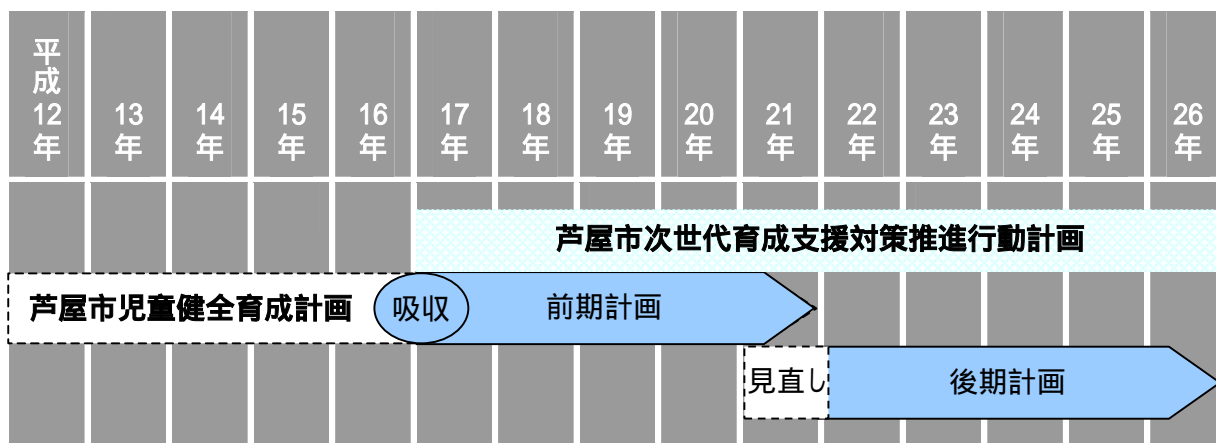 平成12年
13年
14年
15年
16年
17年
18年
19年
20年
21年
22年
23年
24年
25年
26年
芦屋市次世代育成支援対策推進行動計画
芦屋市児童健全育成計画
吸収
前期計画
見直し
後期計画